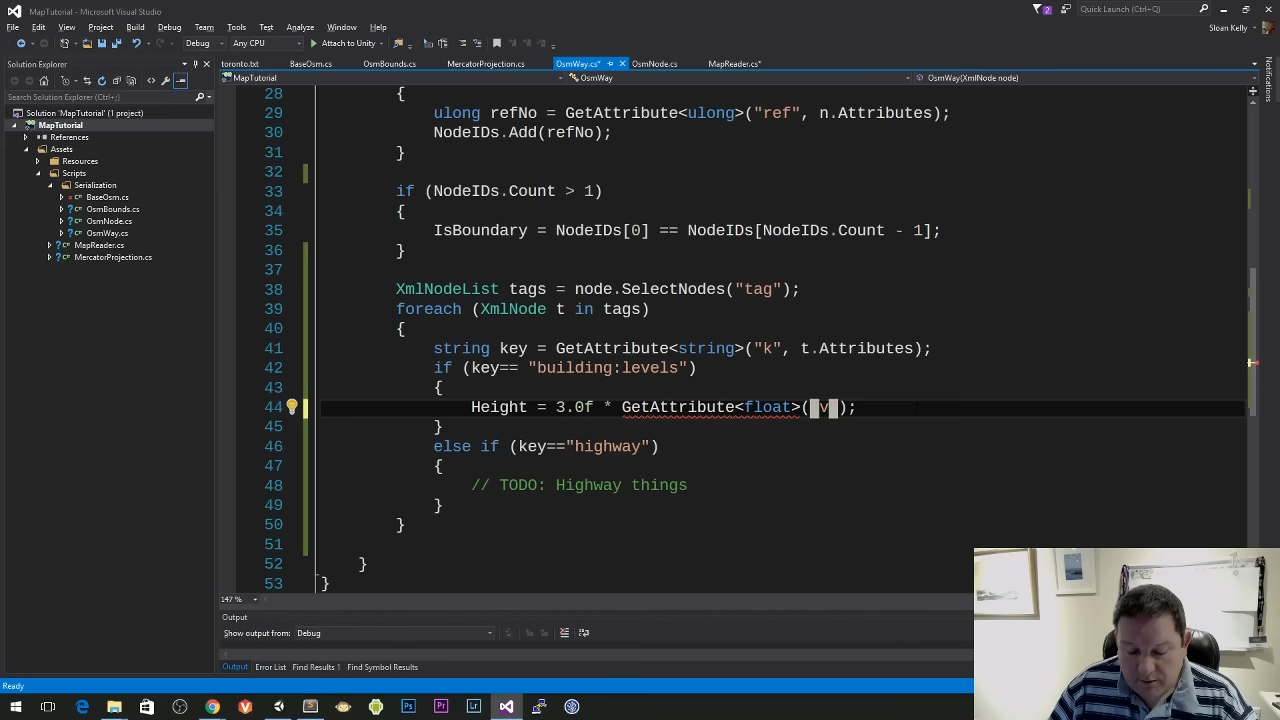 MapTutorial - Microsoft Visual Studio
2
Quick Launch (Ctrl+Q)
File Edit View Project Build Debug Team Tools Architecture Test Analyze Window Help
Sloan Kelly
Debug Any CPU Attach to Unity
Solution Explorer
toronto.txt BaseOsm.cs OsmBounds.cs MercatorProjection.cs OsmWay.cs* OsmNode.cs MapReader.cs*
MapTutorial OsmWay OsmWay(XmlNode node)
Search Solution Explorer (Ctrl+;)
Solution 'MapTutorial' (1 project)
MapTutorial
References
Assets
Resources
Scripts
Serialization
BaseOsm.cs
OsmBounds.cs
OsmNode.cs
OsmWay.cs
MapReader.cs
MercatorProjection.cs
Notifications
28 {
29 ulong refNo = GetAttribute<ulong>("ref", n.Attributes);
30 NodeIDs.Add(refNo);
31 }
32
33 if (NodeIDs.Count > 1)
34 {
35 IsBoundary = NodeIDs[0] == NodeIDs[NodeIDs.Count - 1];
36 }
37
38 XmlNodeList tags = node.SelectNodes("tag");
39 foreach (XmlNode t in tags)
40 {
41 string key = GetAttribute<string>("k", t.Attributes);
42 if (key== "building:levels")
43 {
44 Height = 3.0f * GetAttribute<float>("v");
45 }
46 else if (key=="highway")
47 {
48 // TODO: Highway things
49 }
50 }
51
52 }
53 }
147 %
Output
Show output from: Debug
Output Error List Find Results 1 Find Symbol Results
Ready